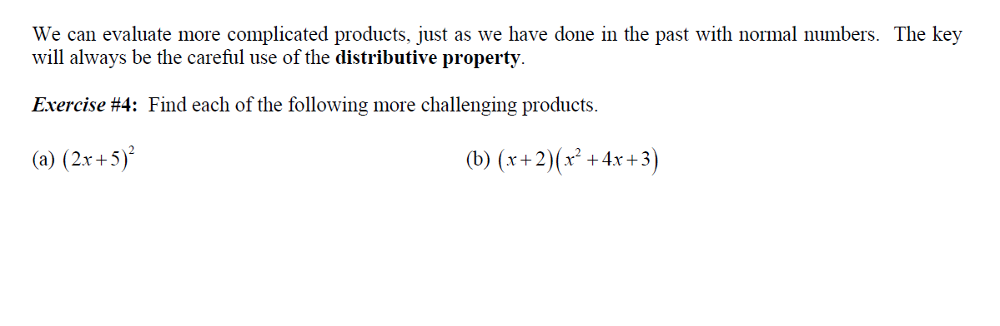 We can evaluate more complicated products, just as we have done in the past with normal numbers. The key
will always be the careful use of the distributive property.
Exercise #4: Find each of the following more challenging products.
(a) (2x+5)² (b) (x+2)(x²+4x+3)